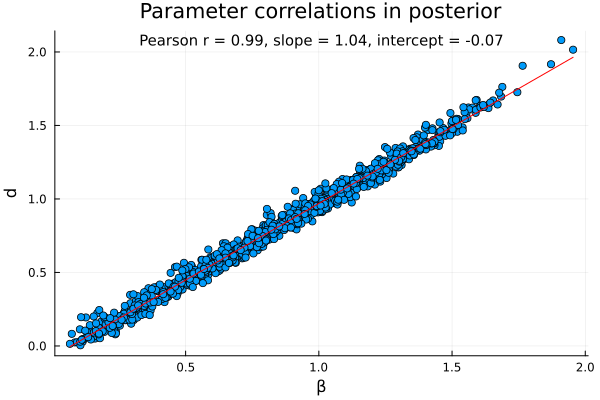 Parameter correlations in posterior
Pearson r = 0.99, slope = 1.04, intercept = -0.07
2.0
1.5
1.0
0.5
0.0
d
0.5 1.0 1.5 2.0
β